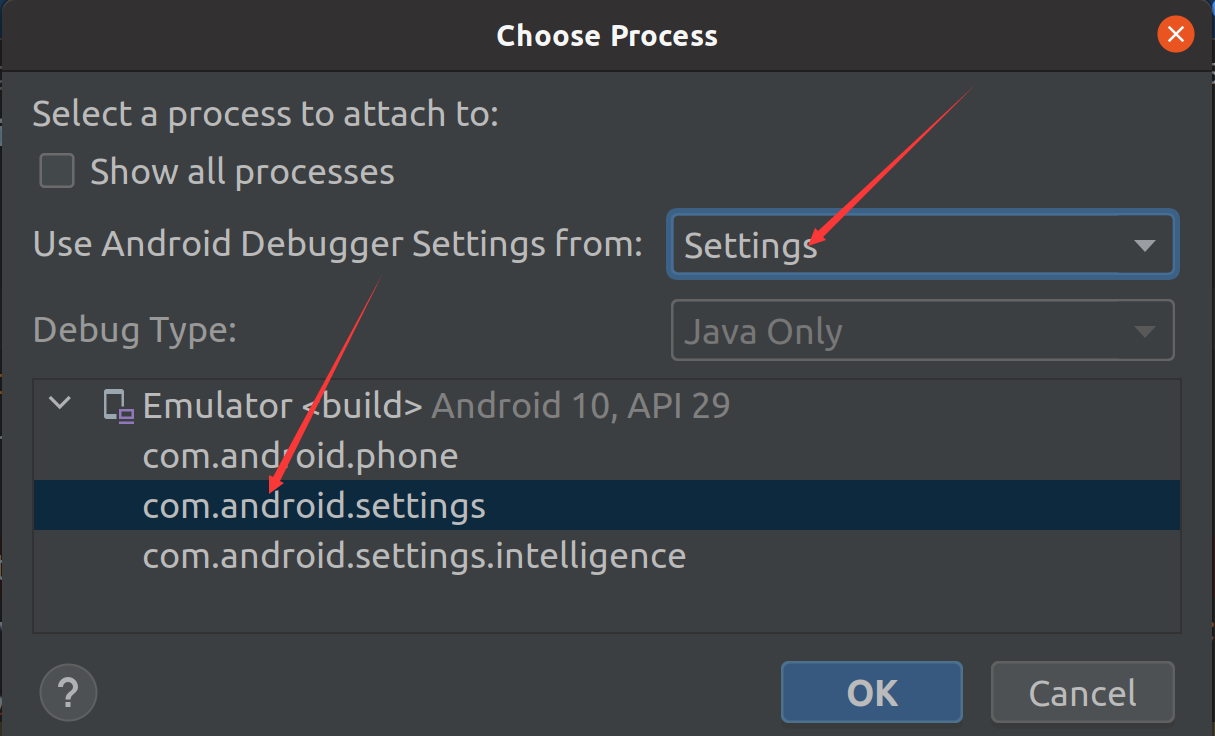 Choose Process
Select a process to attach to:
Show all processes
Use Android Debugger Settings from: Settings
Debug Type: Java Only
Emulator <build> Android 10, API 29
com.android.phone
com.android.settings
com.android.settings.intelligence
? OK Cancel